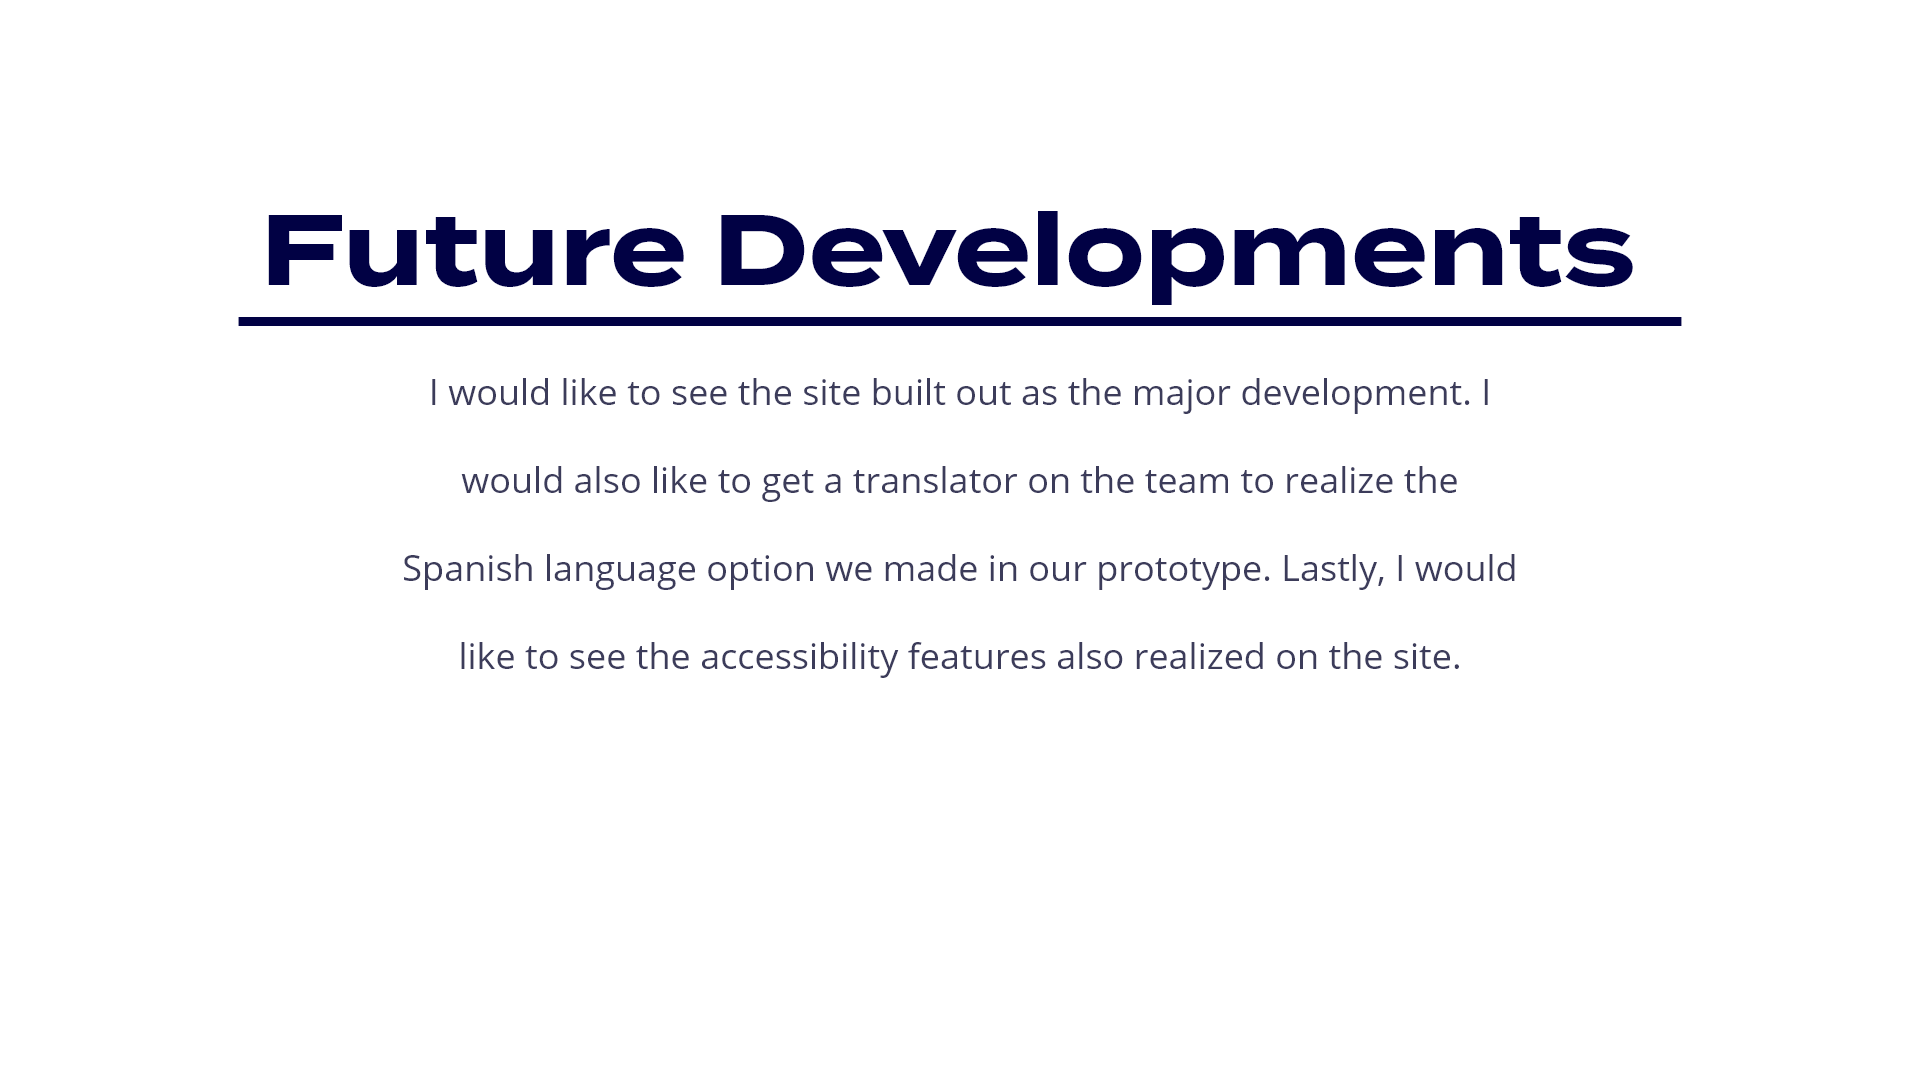 Future Developments
I would like to see the site built out as the major development. I
would also like to get a translator on the team to realize the
Spanish language option we made in our prototype. Lastly, I would
like to see the accessibility features also realized on the site.